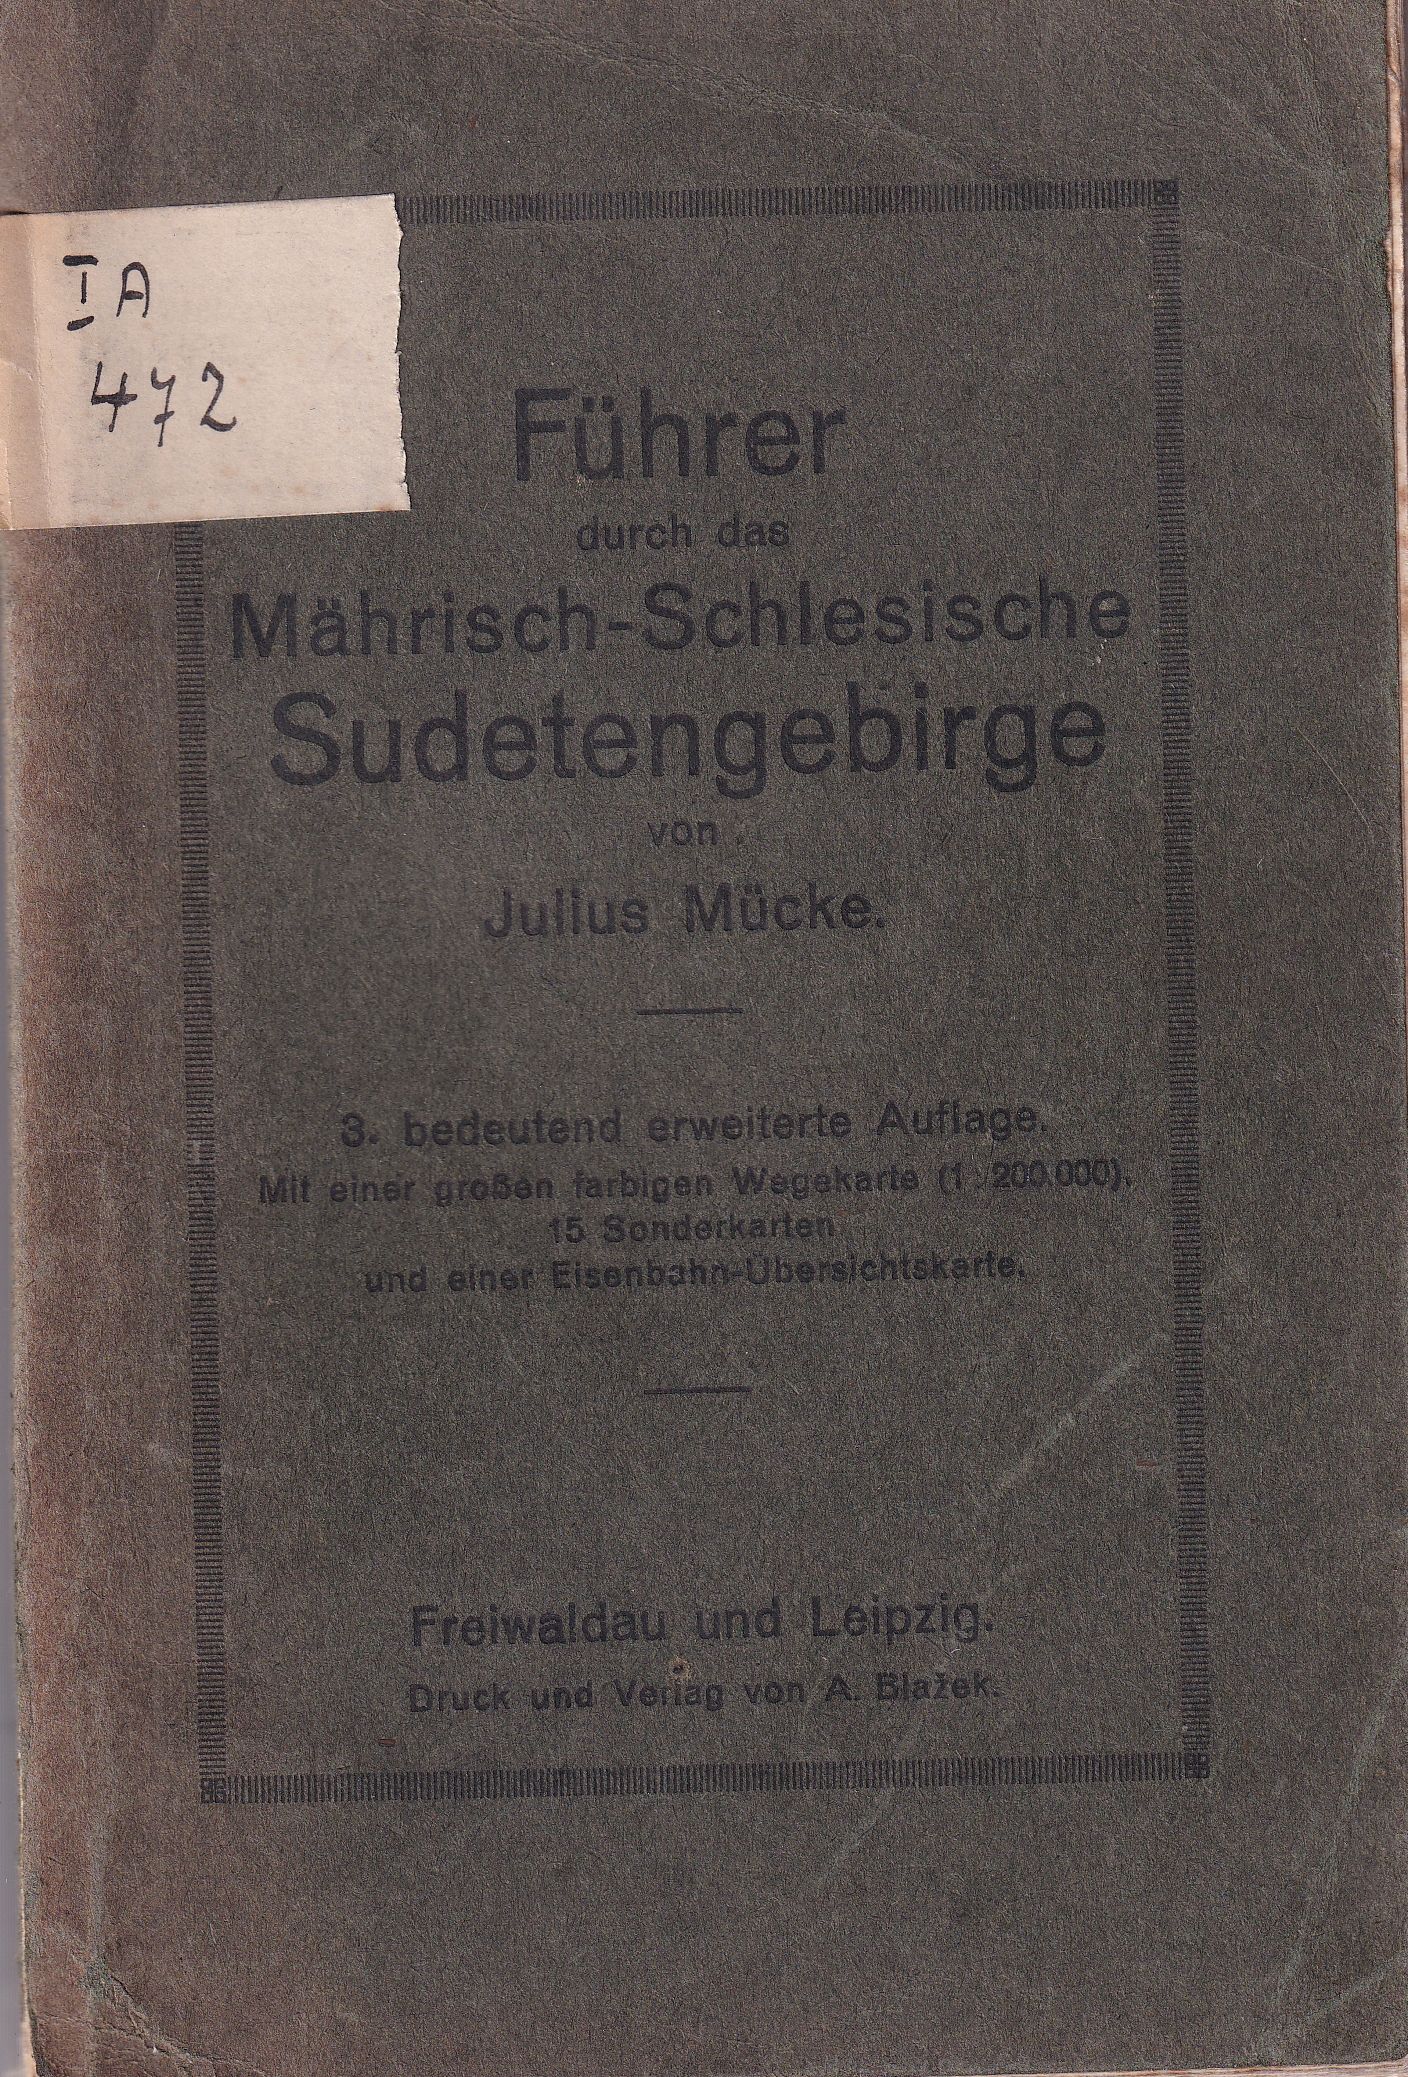 I A
472
Führer
durch das
Mährisch-Schlesische
Sudetengebirge
von
Julius Mücke.
3. bedeutend erweiterte Auflage.
Mit einer großen farbigen Wegekarte (1:200.000),
15 Sonderkarten
und einer Eisenbahn-Übersichtskarte.
Freiwaldau und Leipzig.
Druck und Verlag von A. Blažek.